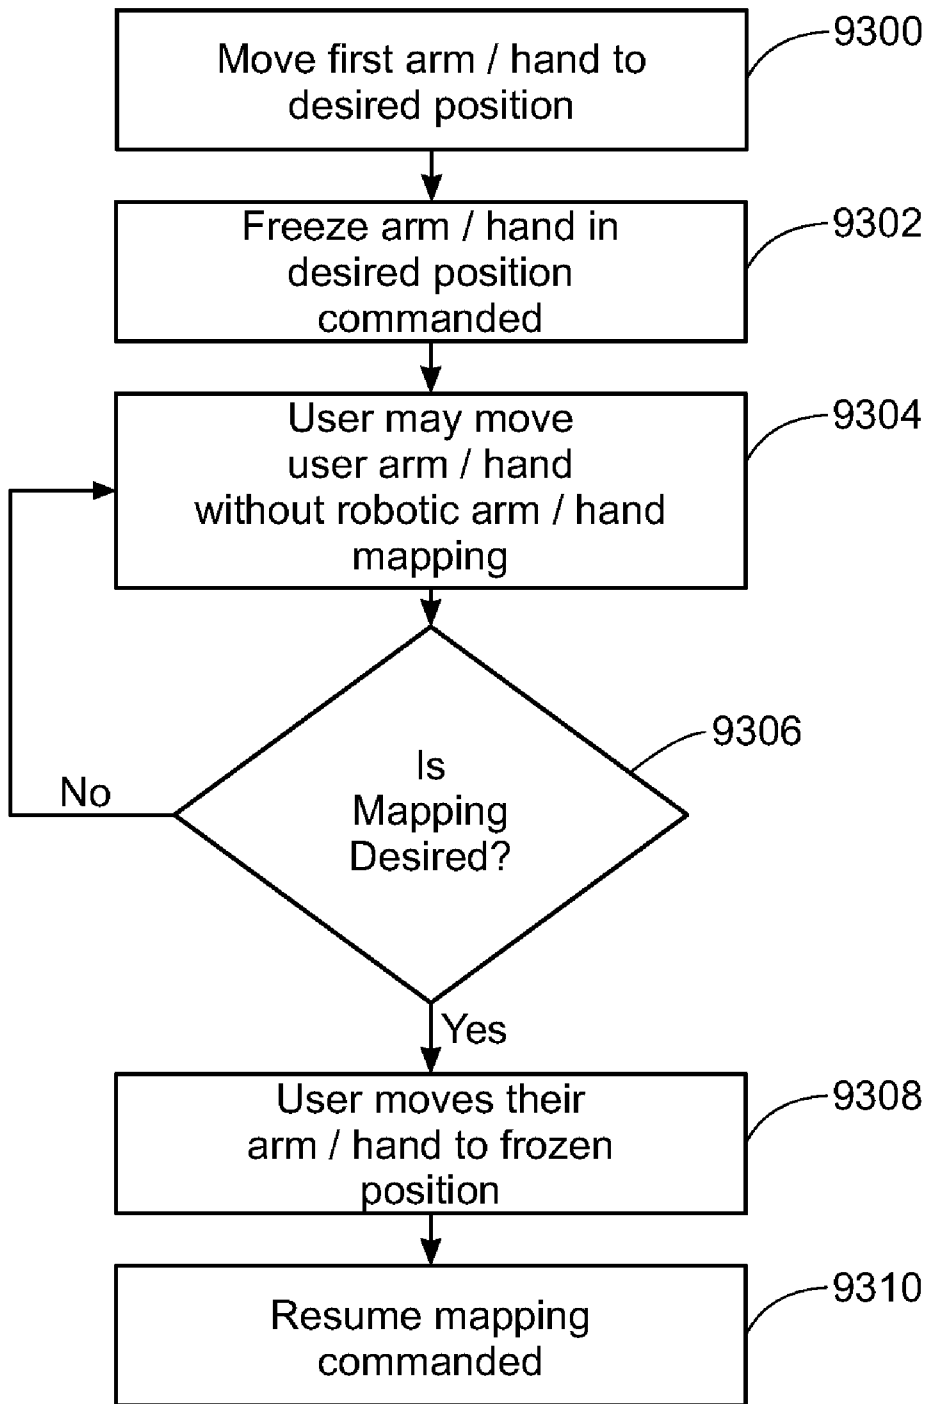 Move first arm / hand to
desired position
9300
Freeze arm / hand in
desired position
commanded
9302
User may move
user arm / hand
without robotic arm / hand
mapping
9304
Is
Mapping
Desired?
9306
No
Yes
User moves their
arm / hand to frozen
position
9308
Resume mapping
commanded
9310